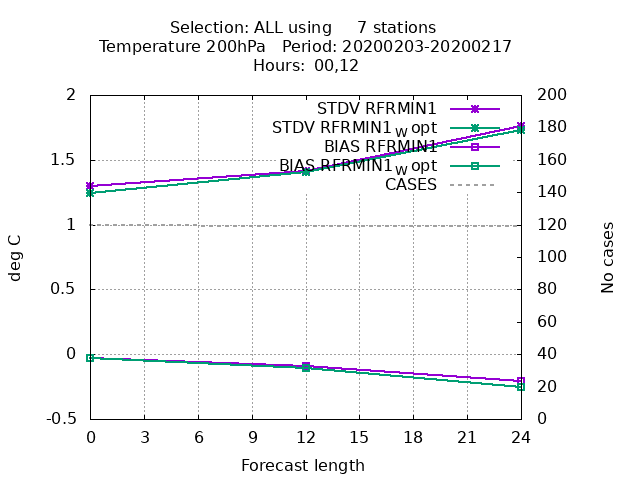 Selection: ALL using 7 stations
Temperature 200hPa Period: 20200203-20200217
Hours: 00,12
2
200
STDV RFRMIN1
180
STDV RFRMIN1_W opt
BIAS RFRMIN1
1.5
160
BIAS RFRMIN1_W opt
CASES
140
1
120
100
0.5
80
60
0
40
20
-0.5
0
deg C
No cases
0 3 6 9 12 15 18 21 24
Forecast length